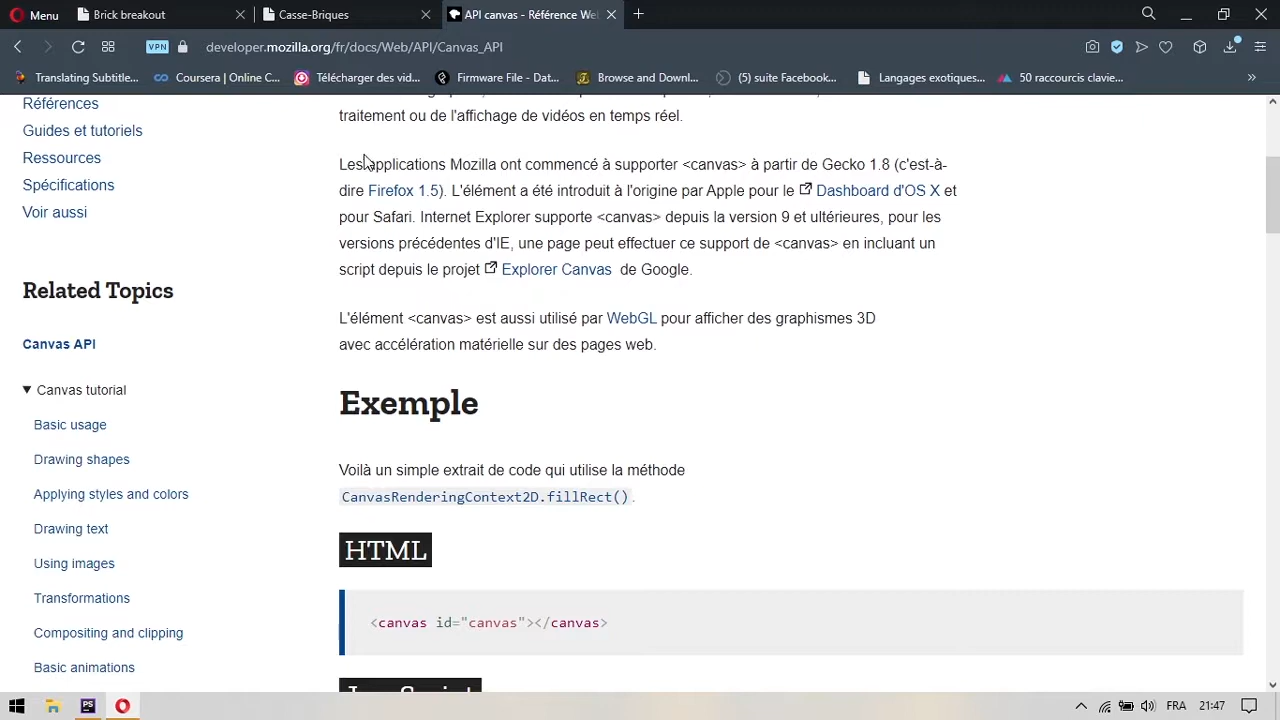 Menu
Brick breakout
Casse-Briques
API canvas - Référence We
VPN
developer.mozilla.org/fr/docs/Web/API/Canvas_API
Translating Subtitle...
Coursera | Online C...
Télécharger des vid...
Firmware File - Dat...
Browse and Downl...
(5) suite Facebook...
Langages exotiques...
50 raccourcis clavie...
»
Références
Guides et tutoriels
Ressources
Spécifications
Voir aussi
Related Topics
Canvas API
Canvas tutorial
Basic usage
Drawing shapes
Applying styles and colors
Drawing text
Using images
Transformations
Compositing and clipping
Basic animations
traitement ou de l'affichage de vidéos en temps réel.
Les applications Mozilla ont commencé à supporter <canvas> à partir de Gecko 1.8 (c'est-à-
dire Firefox 1.5). L'élément a été introduit à l'origine par Apple pour le Dashboard d'OS X et
pour Safari. Internet Explorer supporte <canvas> depuis la version 9 et ultérieures, pour les
versions précédentes d'IE, une page peut effectuer ce support de <canvas> en incluant un
script depuis le projet Explorer Canvas de Google.
L'élément <canvas> est aussi utilisé par WebGL pour afficher des graphismes 3D
avec accélération matérielle sur des pages web.
Exemple
Voilà un simple extrait de code qui utilise la méthode
CanvasRenderingContext2D.fillRect() .
HTML
<canvas id="canvas"></canvas>
JavaScript
PS
FRA
21:47